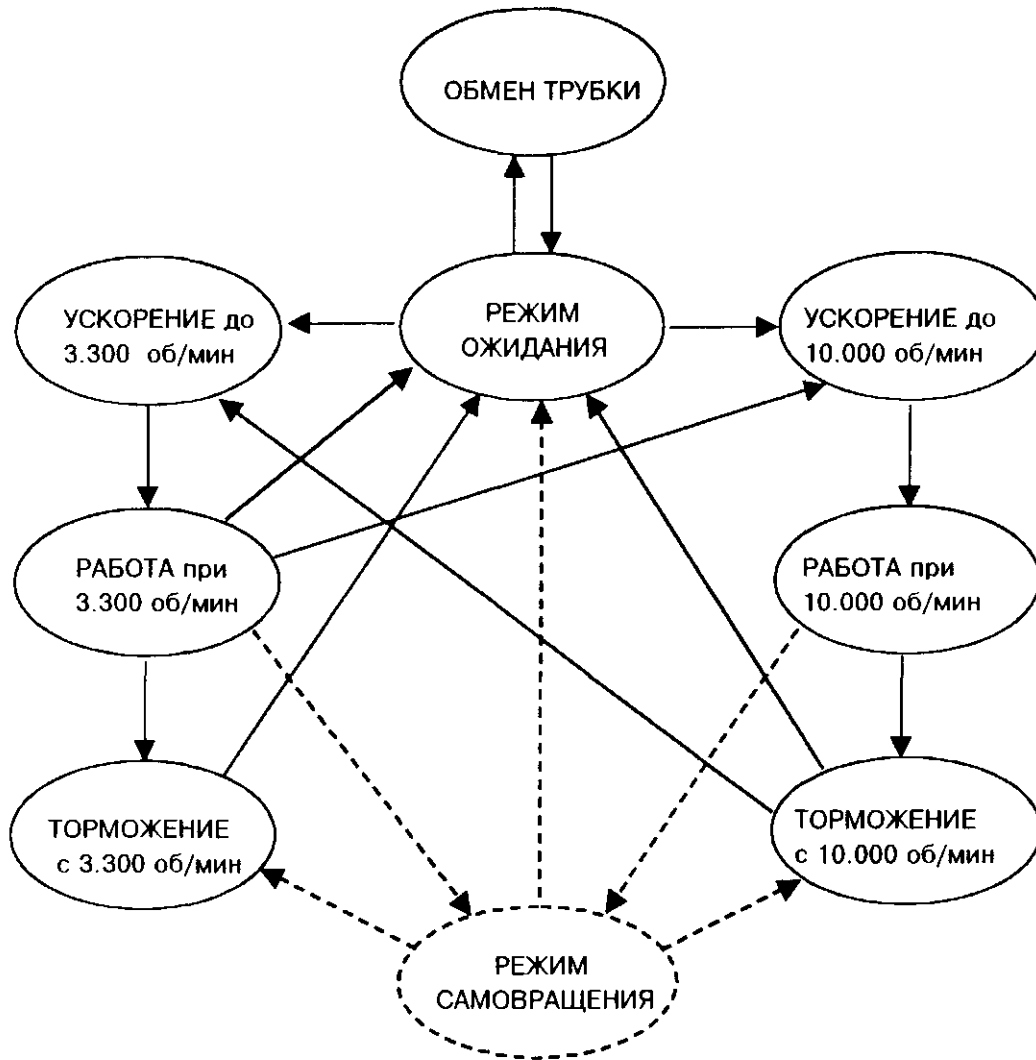 ОБМЕН ТРУБКИ
УСКОРЕНИЕ до
3.300 об/мин
РЕЖИМ
ОЖИДАНИЯ
УСКОРЕНИЕ до
10.000 об/мин
РАБОТА при
3.300 об/мин
РАБОТА при
10.000 об/мин
ТОРМОЖЕНИЕ
с 3.300 об/мин
ТОРМОЖЕНИЕ
с 10.000 об/мин
РЕЖИМ
САМОВРАЩЕНИЯ